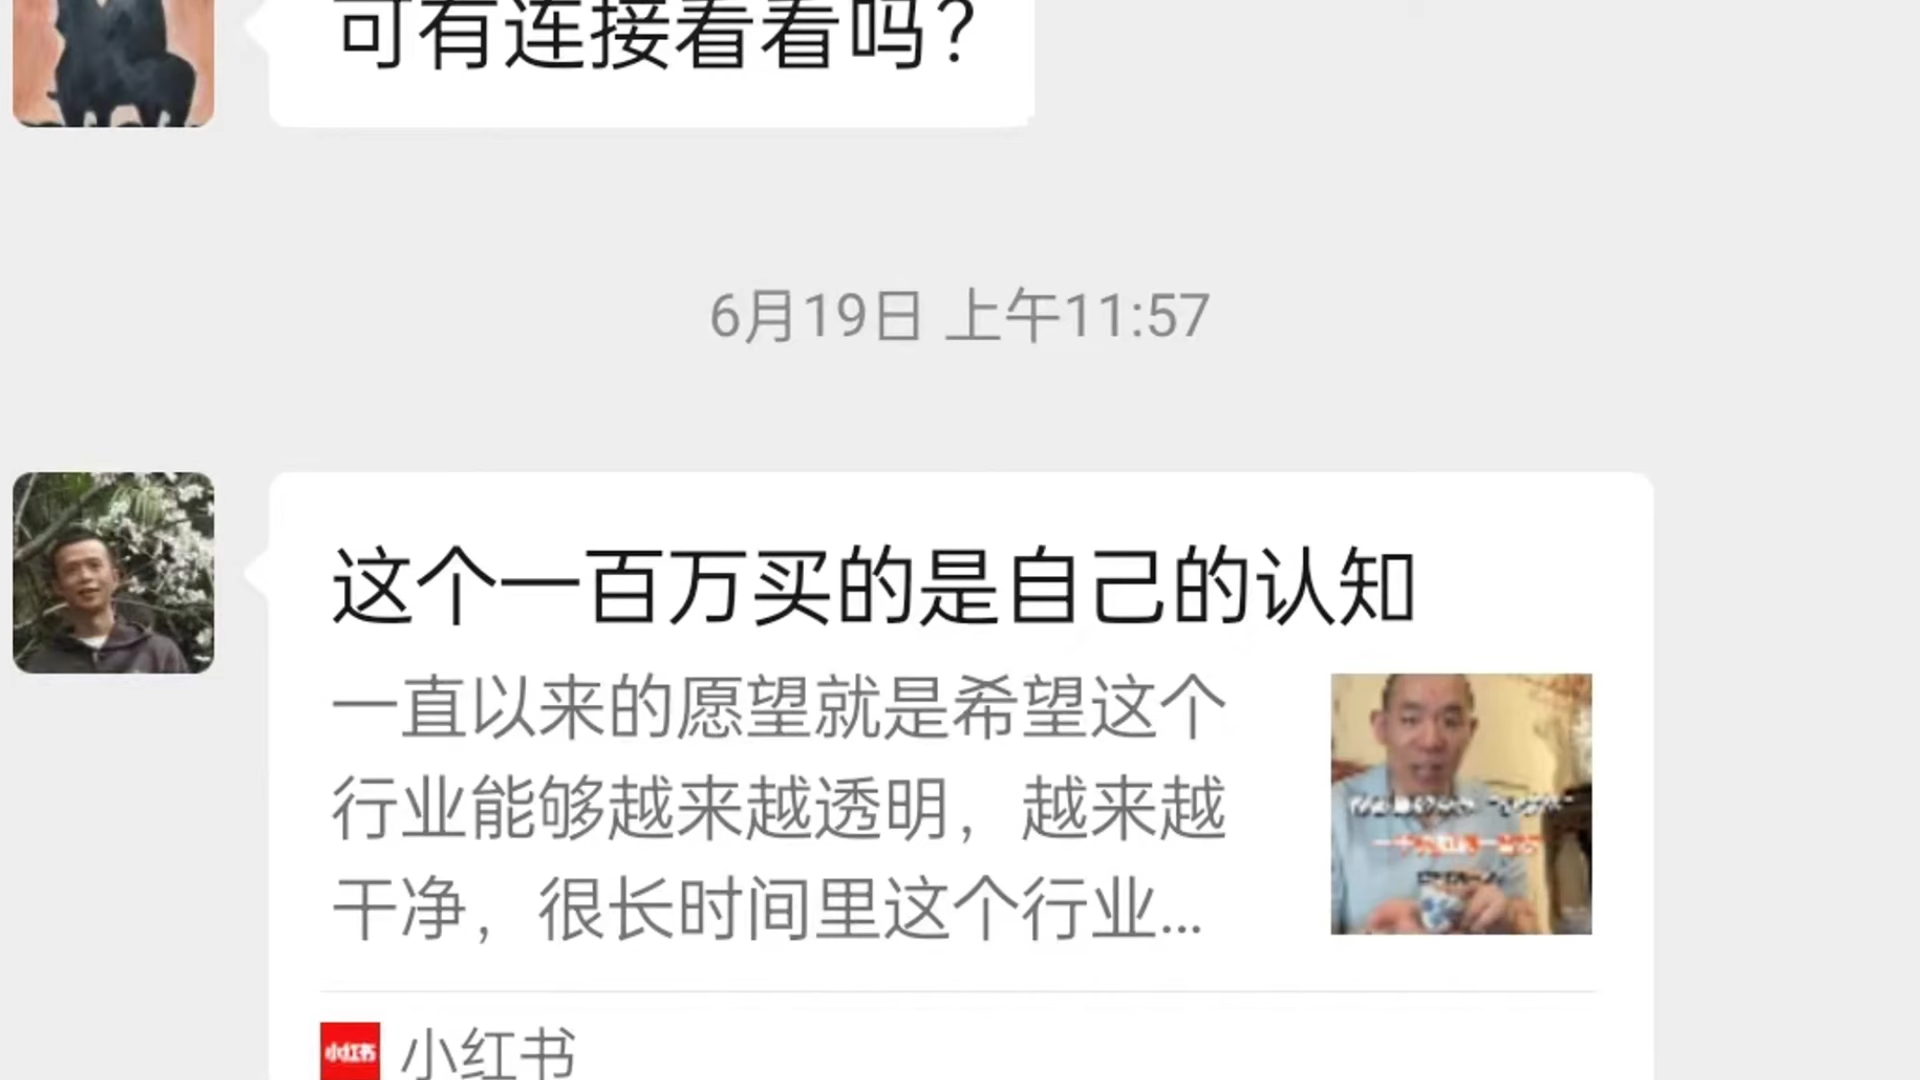 可有连接看看吗？
6月19日 上午11:57
这个一百万买的是自己的认知
一直以来的愿望就是希望这个
行业能够越来越透明，越来越
干净，很长时间里这个行业...
小红书
小红书